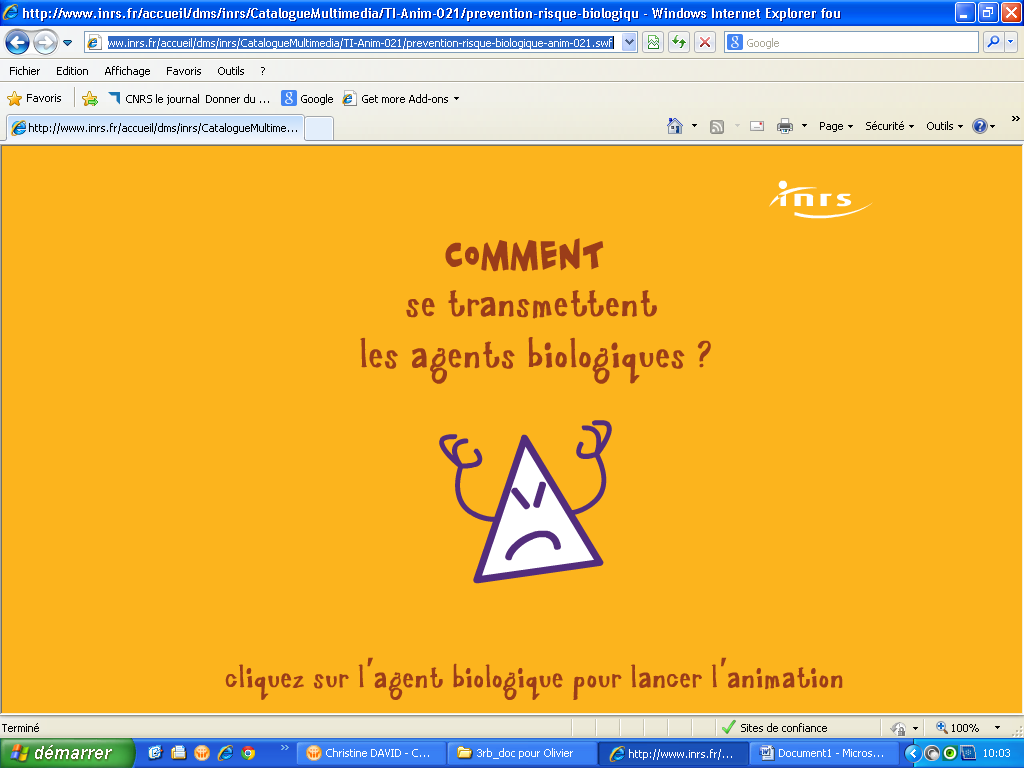 http://www.inrs.fr/accueil/dms/inrs/CatalogueMultimedia/TI-Anim-021/prevention-risque-biologiqu - Windows Internet Explorer fou
ww.inrs.fr/accueil/dms/inrs/CatalogueMultimedia/TI-Anim-021/prevention-risque-biologique-anim-021.swf
Google
Fichier Edition Affichage Favoris Outils ?
Favoris CNRS le journal Donner du ... Google Get more Add-ons
http://www.inrs.fr/accueil/dms/inrs/CatalogueMultime... Page Sécurité Outils »
inrs
COMMENT
se transmettent
les agents biologiques ?
cliquez sur l'agent biologique pour lancer l'animation
Terminé Sites de confiance 100%
démarrer » Christine DAVID - C... 3rb_doc pour Olivier http://www.inrs.fr/... Document1 - Micros... 10:03